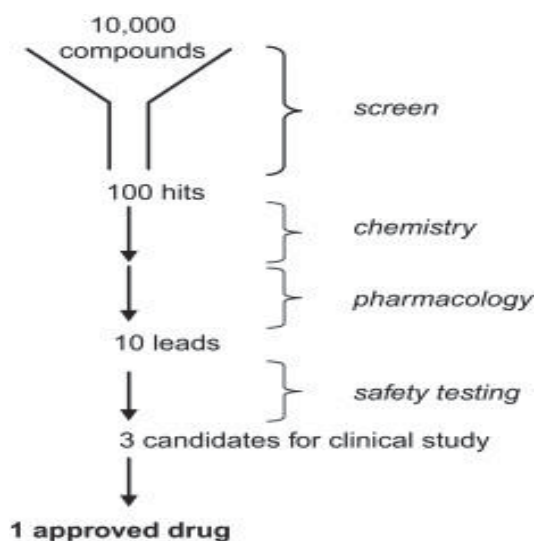 10,000
compounds
screen
100 hits
chemistry
pharmacology
10 leads
safety testing
3 candidates for clinical study
1 approved drug